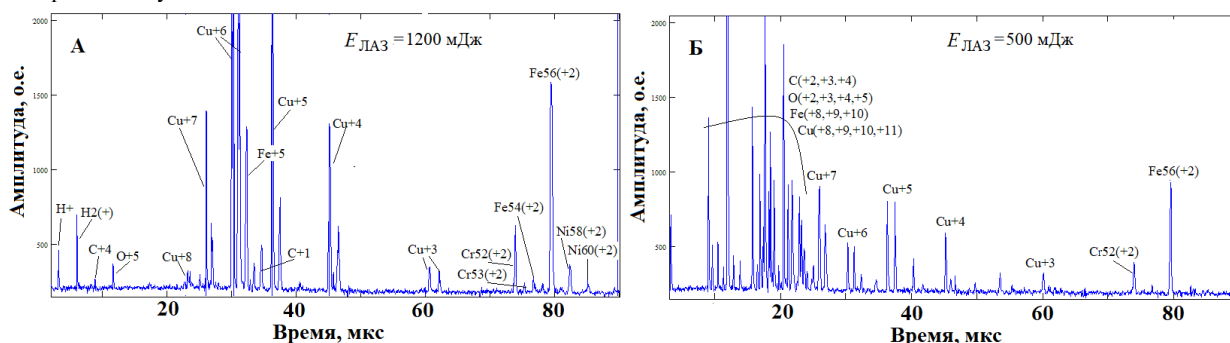 А
E ЛАЗ =1200 мДж
Амплитуда, о.е.
2000
1500
1000
500
H+
H2(+)
C+4
O+5
Cu+8
Cu+7
Cu+6
Fe+5
Cu+5
C+1
Cu+4
Cu+3
Cr52(+2)
Cr53(+2)
Fe54(+2)
Fe56(+2)
Ni58(+2)
Ni60(+2)
20
40
60
80
Время, мкс
Б
E ЛАЗ =500 мДж
Амплитуда, о.е.
2000
1500
1000
500
C(+2,+3.+4)
O(+2,+3,+4,+5)
Fe(+8,+9,+10)
Cu(+8,+9,+10,+11)
Cu+7
Cu+6
Cu+5
Cu+4
Cu+3
Cr52(+2)
Fe56(+2)
20
40
60
80
Время, мкс